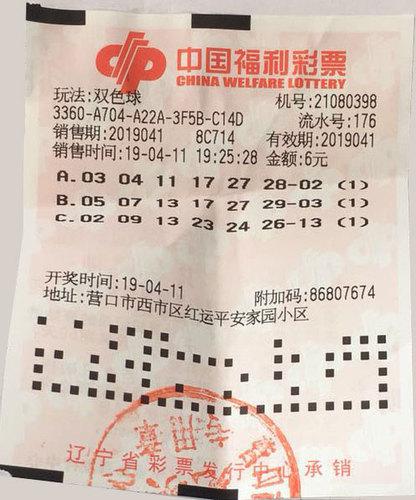 中国福利彩票
CHINA WELFARE LOTTERY
玩法:双色球 机号:21080398
3360-A704-A22A-3F5B-C14D 流水号:176
销售期:2019041 8C714 有效期:2019041
销售时间:19-04-11 19:25:28 金额:6元
A.03 04 11 17 27 28-02 (1)
B.05 07 13 17 27 29-03 (1)
C.02 09 13 23 24 26-13 (1)
开奖时间:19-04-11 附加码:86807674
地址:营口市西市区红运平安家园小区
辽宁省彩票发行中心承销